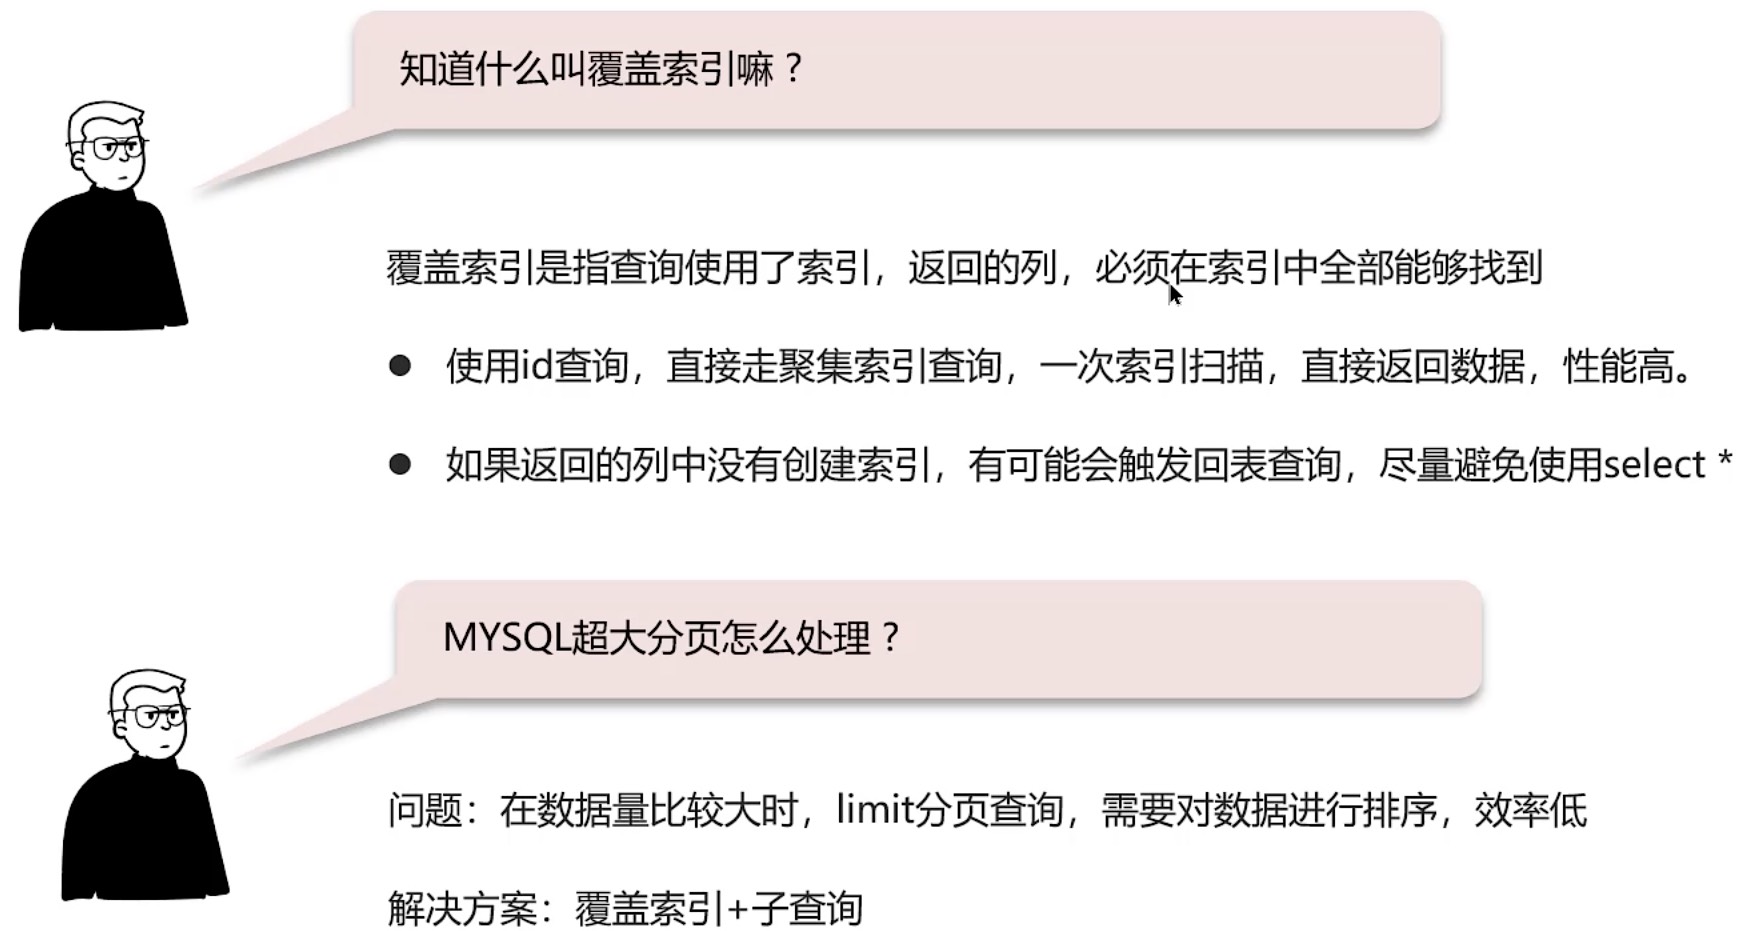 知道什么叫覆盖索引嘛？
覆盖索引是指查询使用了索引，返回的列，必须在索引中全部能够找到
● 使用id查询，直接走聚集索引查询，一次索引扫描，直接返回数据，性能高。
● 如果返回的列中没有创建索引，有可能会触发回表查询，尽量避免使用select *
MYSQL超大分页怎么处理？
问题：在数据量比较大时，limit分页查询，需要对数据进行排序，效率低
解决方案：覆盖索引+子查询